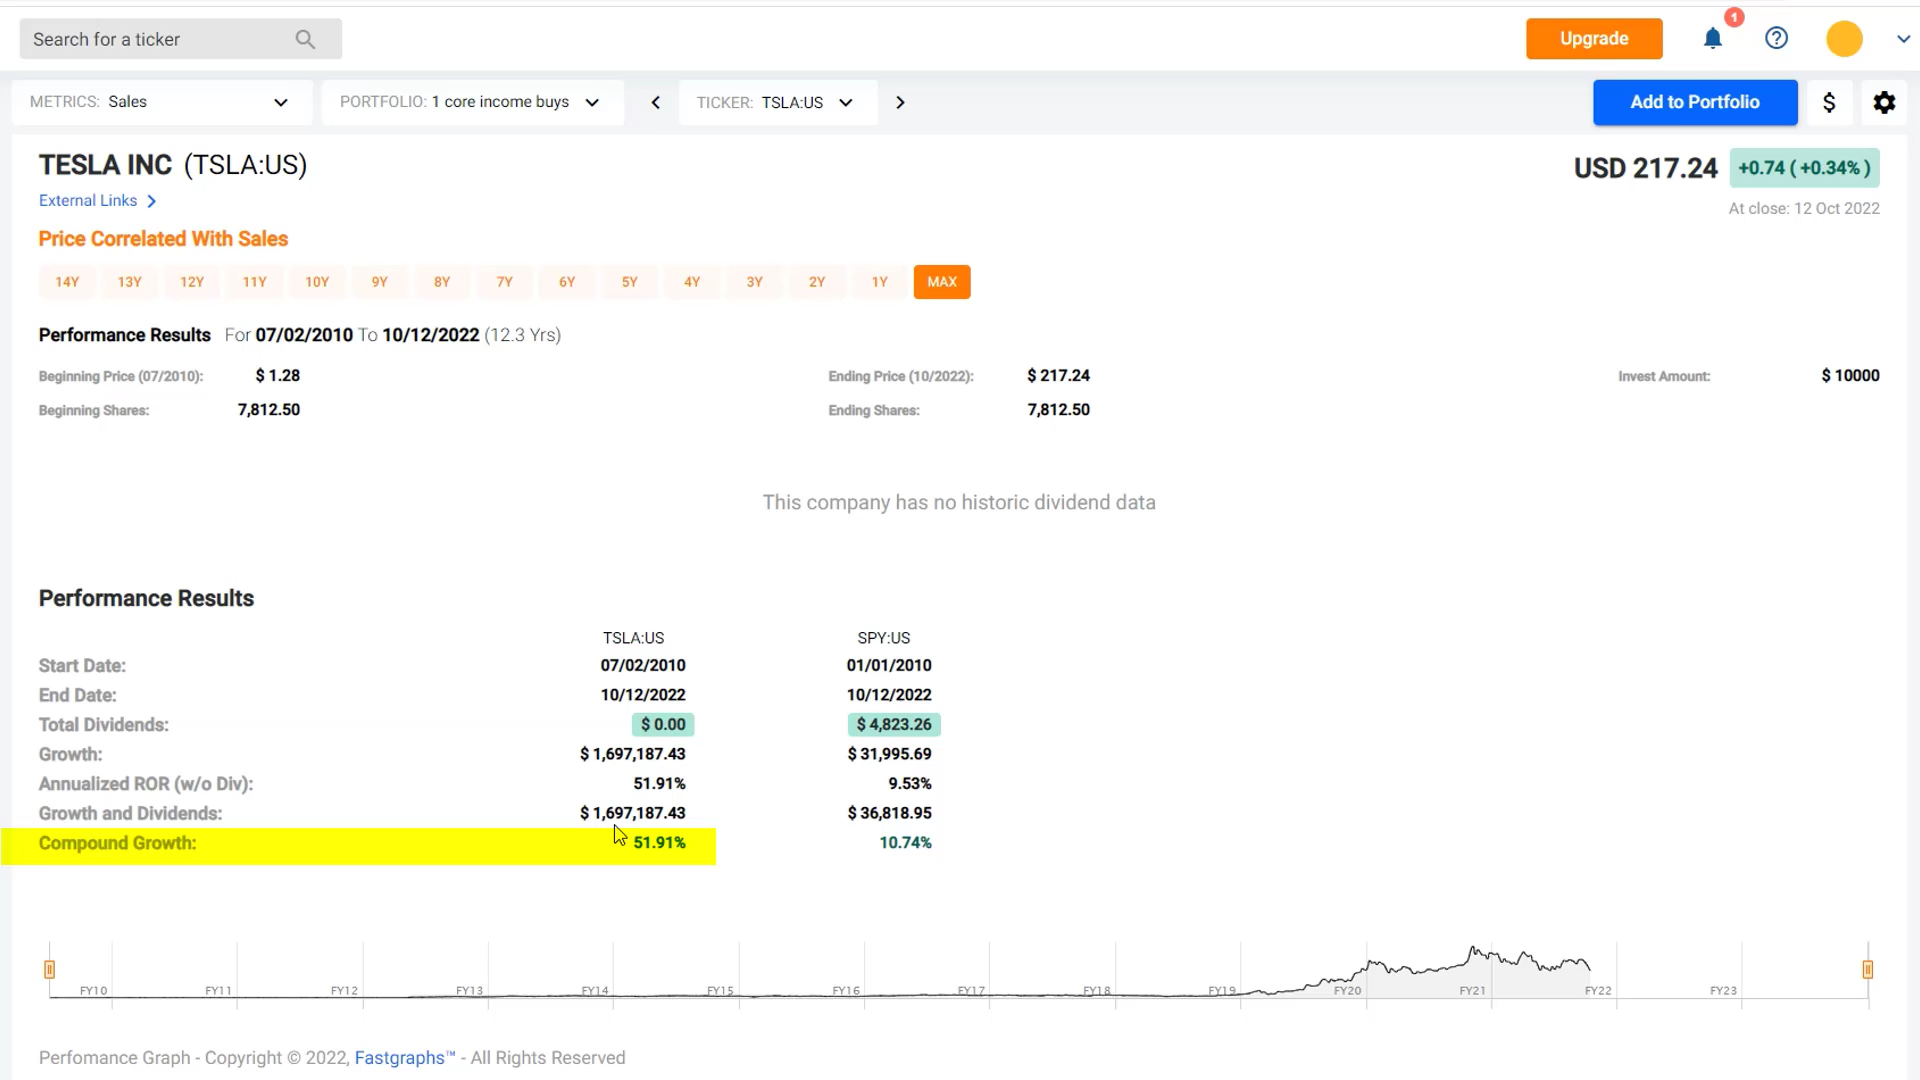 Search for a ticker
Upgrade
1
METRICS: Sales
PORTFOLIO: 1 core income buys
TICKER: TSLA:US
Add to Portfolio
$
TESLA INC (TSLA:US)
USD 217.24 +0.74 ( +0.34% )
External Links
At close: 12 Oct 2022
Price Correlated With Sales
14Y 13Y 12Y 11Y 10Y 9Y 8Y 7Y 6Y 5Y 4Y 3Y 2Y 1Y MAX
Performance Results For 07/02/2010 To 10/12/2022 (12.3 Yrs)
Beginning Price (07/2010): $ 1.28 Ending Price (10/2022): $ 217.24 Invest Amount: $ 10000
Beginning Shares: 7,812.50 Ending Shares: 7,812.50
This company has no historic dividend data
Performance Results
TSLA:US SPY:US
Start Date: 07/02/2010 01/01/2010
End Date: 10/12/2022 10/12/2022
Total Dividends: $ 0.00 $ 4,823.26
Growth: $ 1,697,187.43 $ 31,995.69
Annualized ROR (w/o Div): 51.91% 9.53%
Growth and Dividends: $ 1,697,187.43 $ 36,818.95
Compound Growth: 51.91% 10.74%
FY10 FY11 FY12 FY13 FY14 FY15 FY16 FY17 FY18 FY19 FY20 FY21 FY22 FY23
Perfomance Graph - Copyright © 2022, Fastgraphs™ - All Rights Reserved